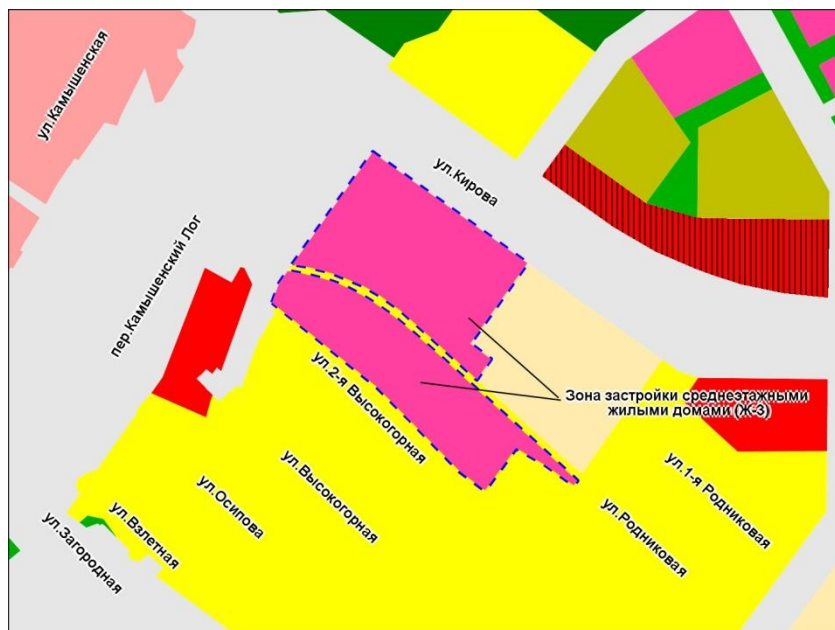 ул.Камышенская
ул.Кирова
пер.Камышенский Лог
ул.2-я Высокогорная
Зона застройки среднеэтажными
жилыми домами (Ж-3)
ул.Высокогорная
ул.Осипова
ул.Взлетная
ул.Загородная
ул.1-я Родниковая
ул.Родниковая